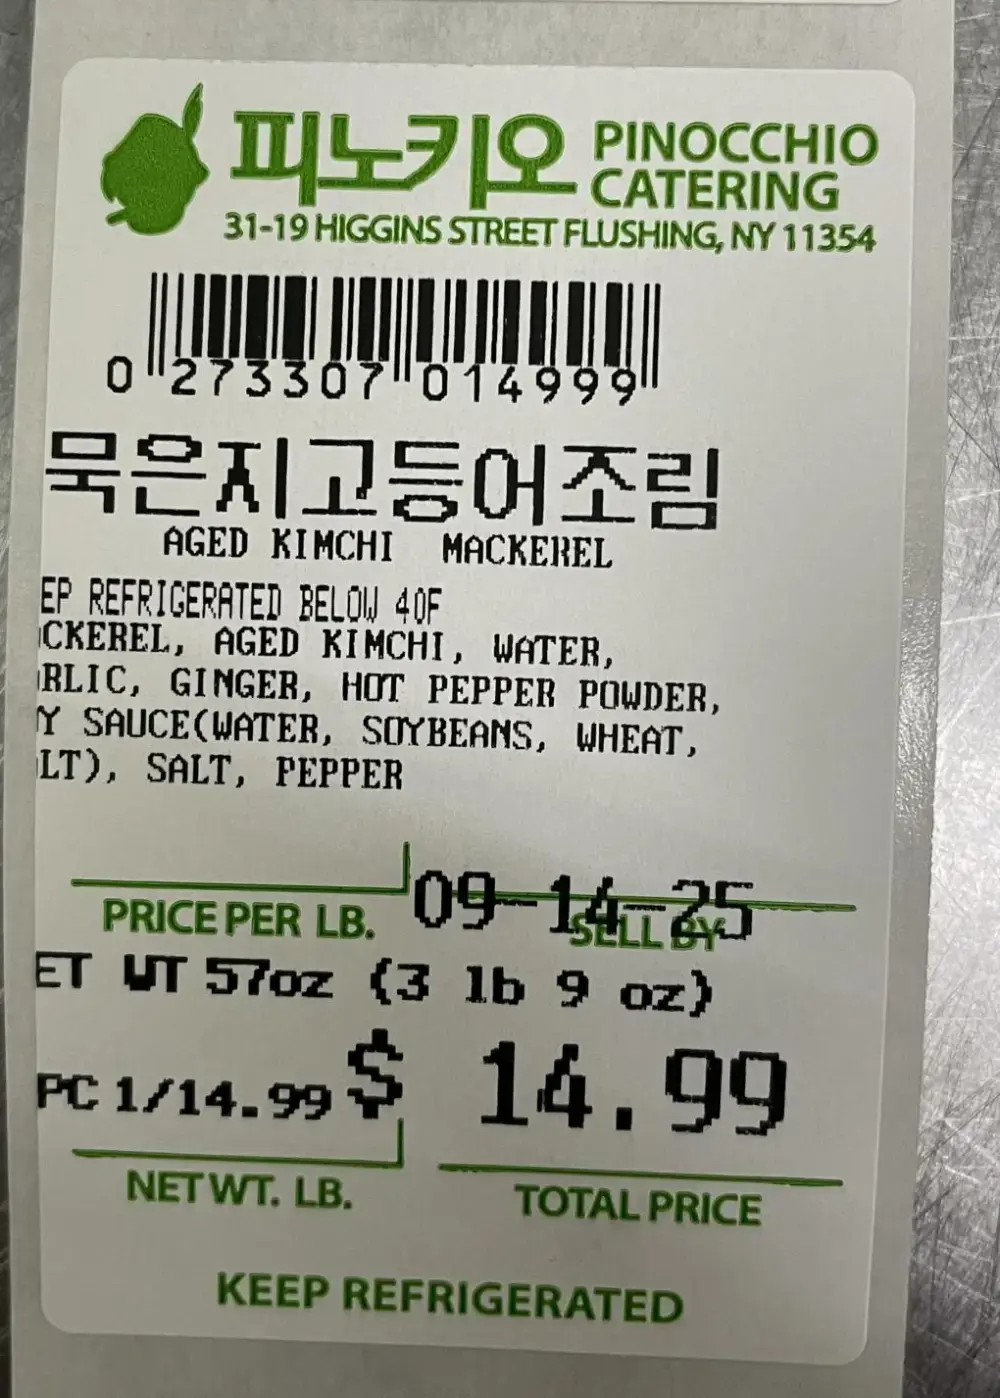 피노키오 PINOCCHIO CATERING
31-19 HIGGINS STREET FLUSHING, NY 11354
0 273307 014999
묵은지고등어조림
AGED KIMCHI MACKEREL
EP REFRIGERATED BELOW 40F
CKEREL, AGED KIMCHI, WATER,
RLIC, GINGER, HOT PEPPER POWDER,
Y SAUCE(WATER, SOYBEANS, WHEAT,
LT), SALT, PEPPER
09-14-25
PRICE PER LB. SELL BY
ET WT 57oz (3 lb 9 oz)
PC 1/14.99 $ 14.99
NET WT. LB. TOTAL PRICE
KEEP REFRIGERATED